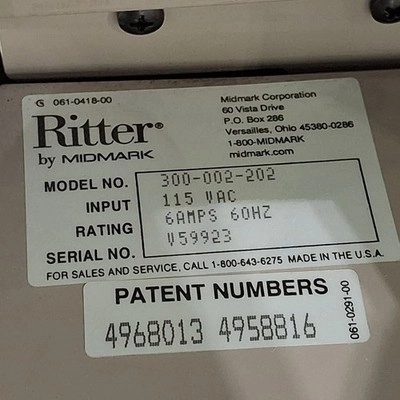 061-0418-00
Midmark Corporation
60 Vista Drive
P.O. Box 286
Versailles, Ohio 45380-0286
1-800-MIDMARK
midmark.com
Ritter®
by MIDMARK
MODEL NO. 300-002-202
INPUT 115 VAC
RATING 6AMPS 60HZ
SERIAL NO. V59923
FOR SALES AND SERVICE, CALL 1-800-643-6275 MADE IN THE U.S.A.
PATENT NUMBERS
4968013 4958816
061-0291-00